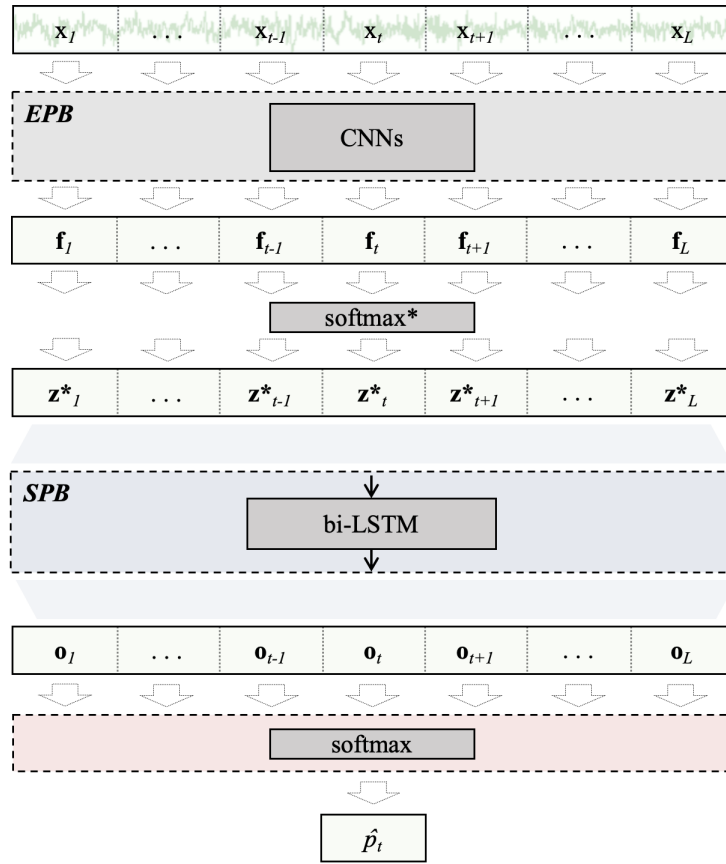 x1 . . . xt-1 xt xt+1 . . . xL
EPB
CNNs
f1 . . . ft-1 ft ft+1 . . . fL
softmax*
z*1 . . . z*t-1 z*t z*t+1 . . . z*L
SPB
bi-LSTM
o1 . . . ot-1 ot ot+1 . . . oL
softmax
p̂t